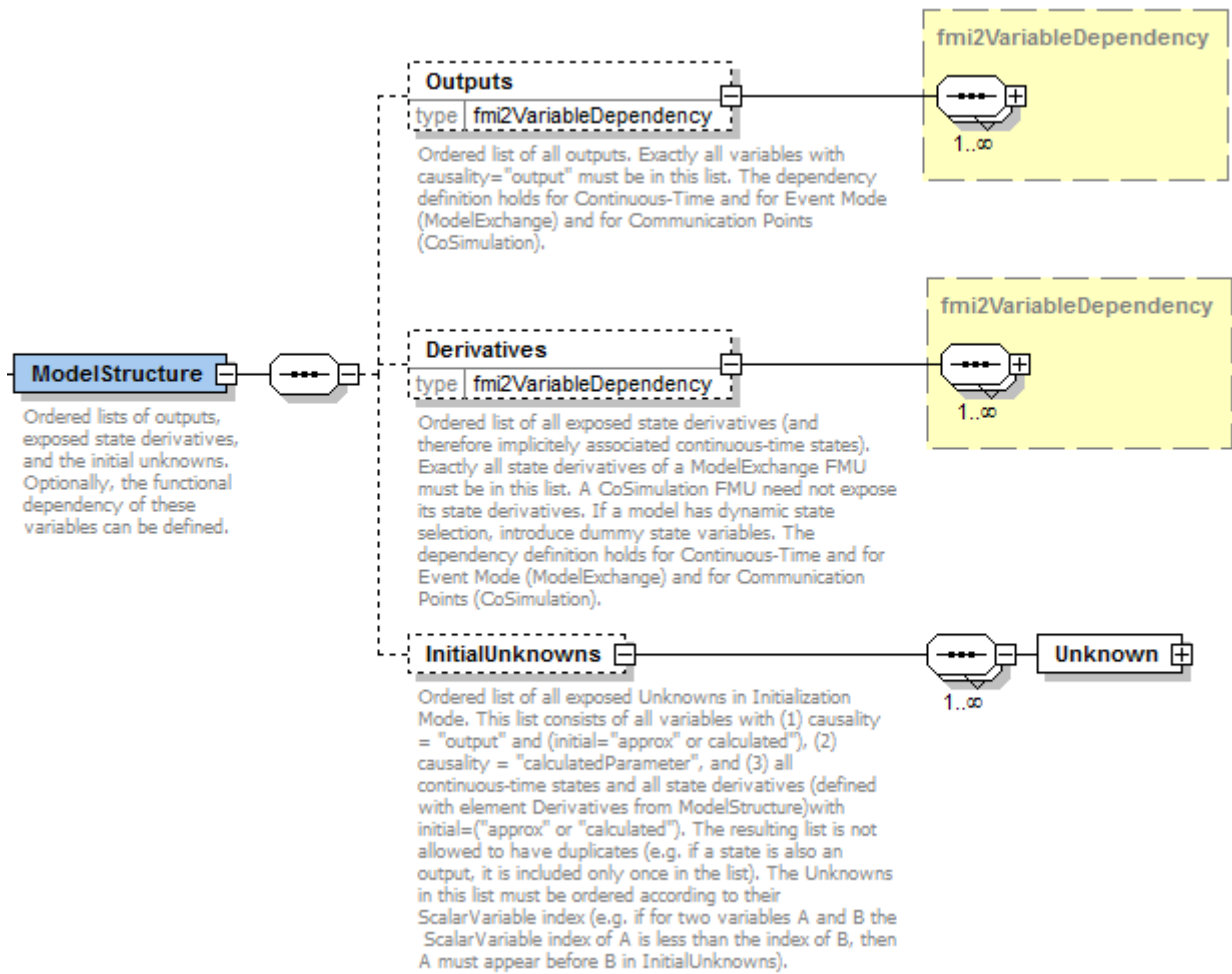 fmi2VariableDependency
Outputs
type fmi2VariableDependency
1..∞
Ordered list of all outputs. Exactly all variables with
causality="output" must be in this list. The dependency
definition holds for Continuous-Time and for Event Mode
(ModelExchange) and for Communication Points
(CoSimulation).
fmi2VariableDependency
Derivatives
type fmi2VariableDependency
1..∞
ModelStructure
Ordered lists of outputs,
exposed state derivatives,
and the initial unknowns.
Optionally, the functional
dependency of these
variables can be defined.
Ordered list of all exposed state derivatives (and
therefore implicitely associated continuous-time states).
Exactly all state derivatives of a ModelExchange FMU
must be in this list. A CoSimulation FMU need not expose
its state derivatives. If a model has dynamic state
selection, introduce dummy state variables. The
dependency definition holds for Continuous-Time and for
Event Mode (ModelExchange) and for Communication
Points (CoSimulation).
InitialUnknowns
1..∞
Unknown
Ordered list of all exposed Unknowns in Initialization
Mode. This list consists of all variables with (1) causality
= "output" and (initial="approx" or calculated"), (2)
causality = "calculatedParameter", and (3) all
continuous-time states and all state derivatives (defined
with element Derivatives from ModelStructure)with
initial=("approx" or "calculated"). The resulting list is not
allowed to have duplicates (e.g. if a state is also an
output, it is included only once in the list). The Unknowns
in this list must be ordered according to their
ScalarVariable index (e.g. if for two variables A and B the
ScalarVariable index of A is less than the index of B, then
A must appear before B in InitialUnknowns).